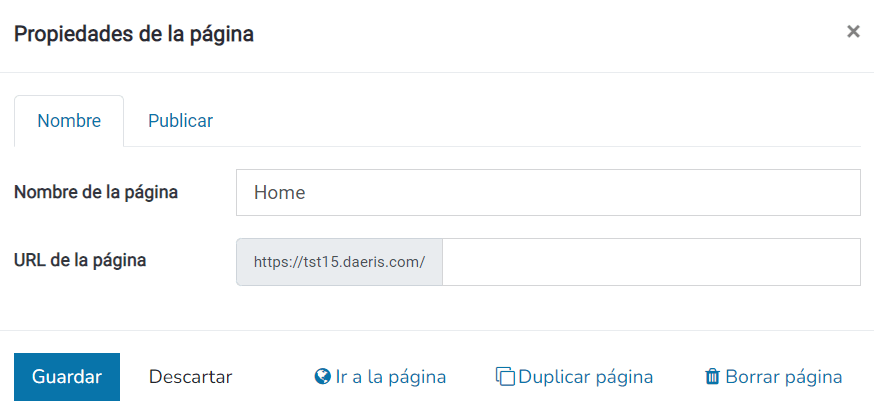 Propiedades de la página
×
Nombre
Publicar
Nombre de la página
Home
URL de la página
https://tst15.daeris.com/
Guardar
Descartar
Ir a la página
Duplicar página
Borrar página